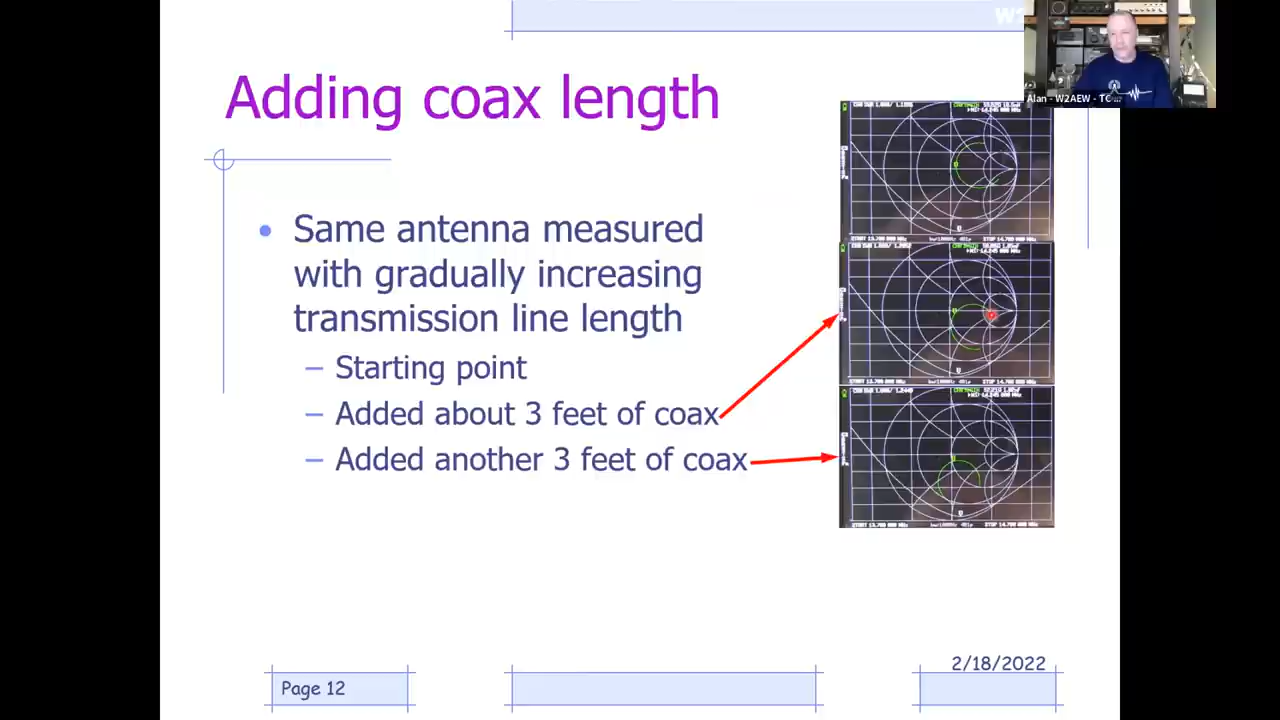 W2
Alan - W2AEW - TC...
Adding coax length
• Same antenna measured
with gradually increasing
transmission line length
– Starting point
– Added about 3 feet of coax
– Added another 3 feet of coax
2/18/2022
Page 12